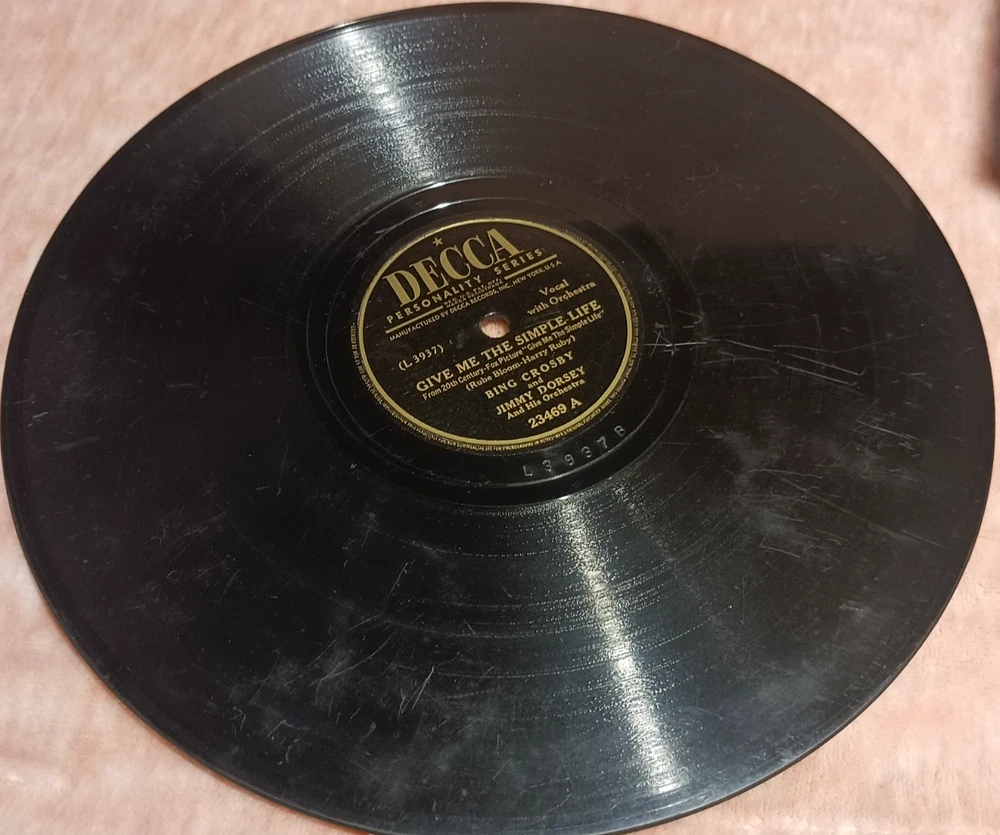 DECCA
PERSONALITY SERIES
MANUFACTURED BY DECCA RECORDS, INC., NEW YORK, U.S.A.
Vocal
with Orchestra
(L 3937)
GIVE ME THE SIMPLE LIFE
From 20th Century-Fox Picture "Give Me The Simple Life"
(Rube Bloom-Harry Ruby)
BING CROSBY
and
JIMMY DORSEY
And His Orchestra
23469 A
L 3937B